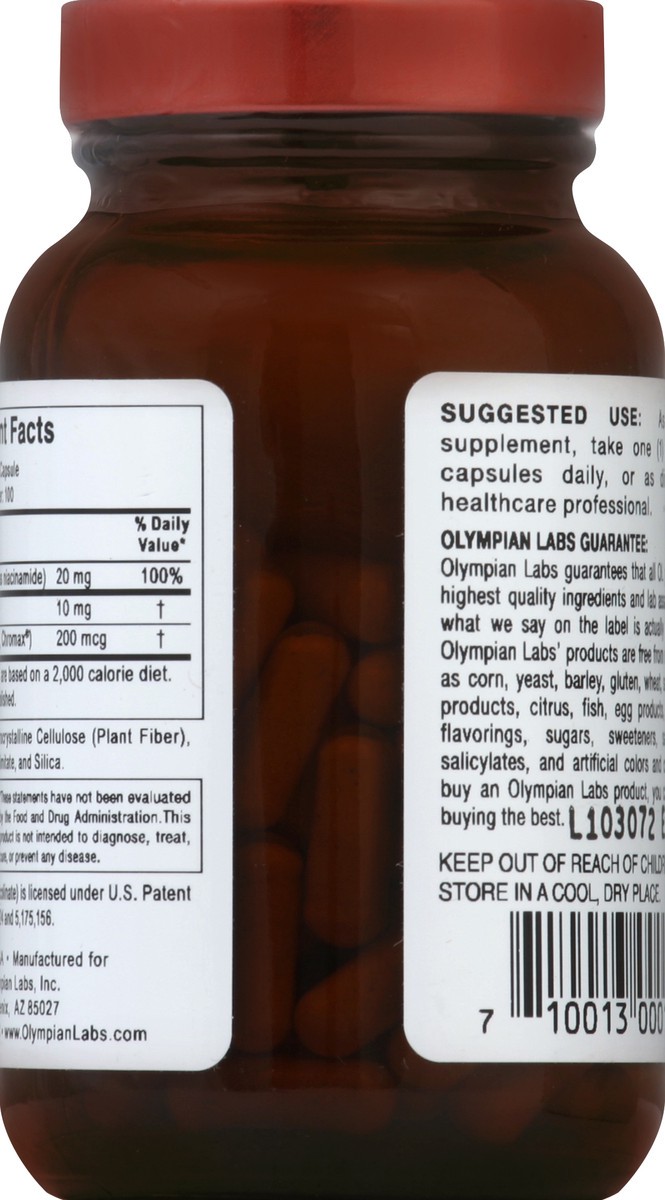 nt Facts
Capsule
100
% Daily
Value*
niacinamide) 20 mg 100%
10 mg †
Chromax®) 200 mcg †
are based on a 2,000 calorie diet.
crystalline Cellulose (Plant Fiber),
and Silica.
These statements have not been evaluated
by the Food and Drug Administration. This
product is not intended to diagnose, treat,
cure, or prevent any disease.
is licensed under U.S. Patent
and 5,175,156.
A • Manufactured for
pian Labs, Inc.
nix, AZ 85027
• www.OlympianLabs.com
SUGGESTED USE:
supplement, take one (1)
capsules daily, or as
healthcare professional.
OLYMPIAN LABS GUARANTEE:
Olympian Labs guarantees that all
highest quality ingredients and lab
what we say on the label is
Olympian Labs' products are free from
as corn, yeast, barley, gluten, wheat,
products, citrus, fish, egg
flavorings, sugars, sweeteners,
salicylates, and artificial colors and
buy an Olympian Labs product, you
buying the best. L103072
KEEP OUT OF REACH OF CHILDR
STORE IN A COOL, DRY PLACE
7 10013 000